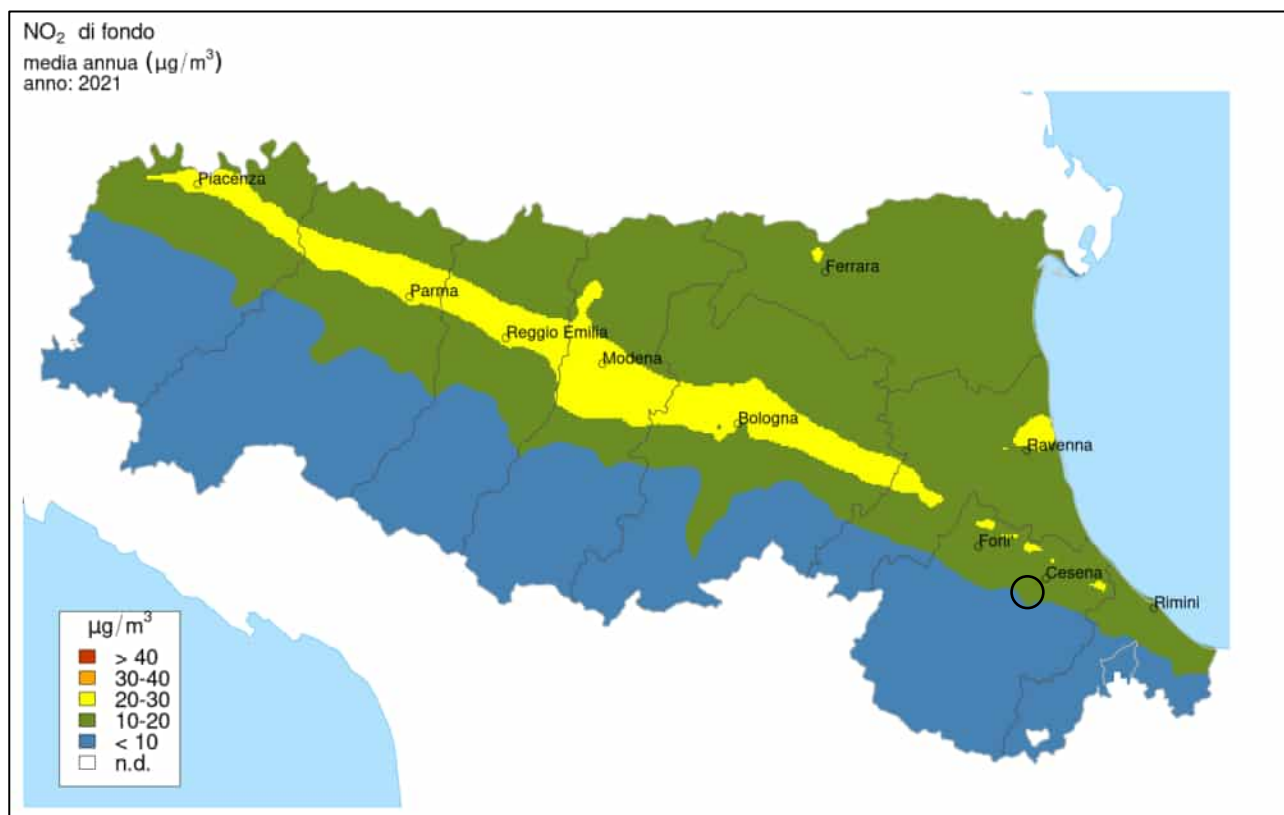 NO₂ di fondo
media annua (µg/m³)
anno: 2021
Piacenza
Ferrara
Parma
Reggio Emilia
Modena
Bologna
Ravenna
Forlì
Cesena
Rimini
µg/m³
> 40
30-40
20-30
10-20
< 10
n.d.